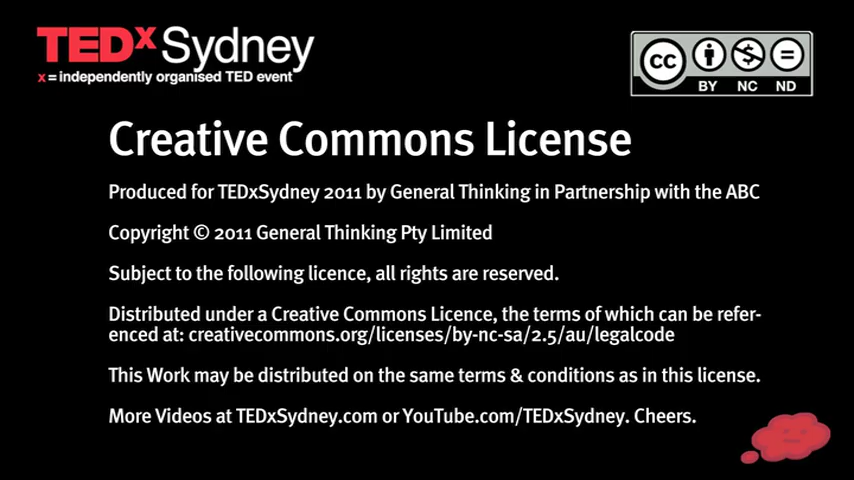 TEDxSydney
x = independently organised TED event
CC BY NC ND
Creative Commons License
Produced for TEDxSydney 2011 by General Thinking in Partnership with the ABC
Copyright © 2011 General Thinking Pty Limited
Subject to the following licence, all rights are reserved.
Distributed under a Creative Commons Licence, the terms of which can be refer-
enced at: creativecommons.org/licenses/by-nc-sa/2.5/au/legalcode
This Work may be distributed on the same terms & conditions as in this license.
More Videos at TEDxSydney.com or YouTube.com/TEDxSydney. Cheers.